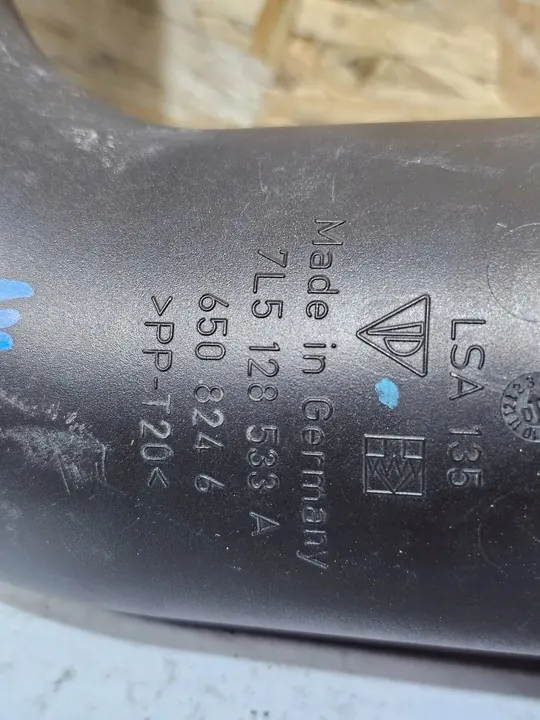 LSA 135
Made in Germany
7L5 128 533 A
650 824 6
>PP-T20<